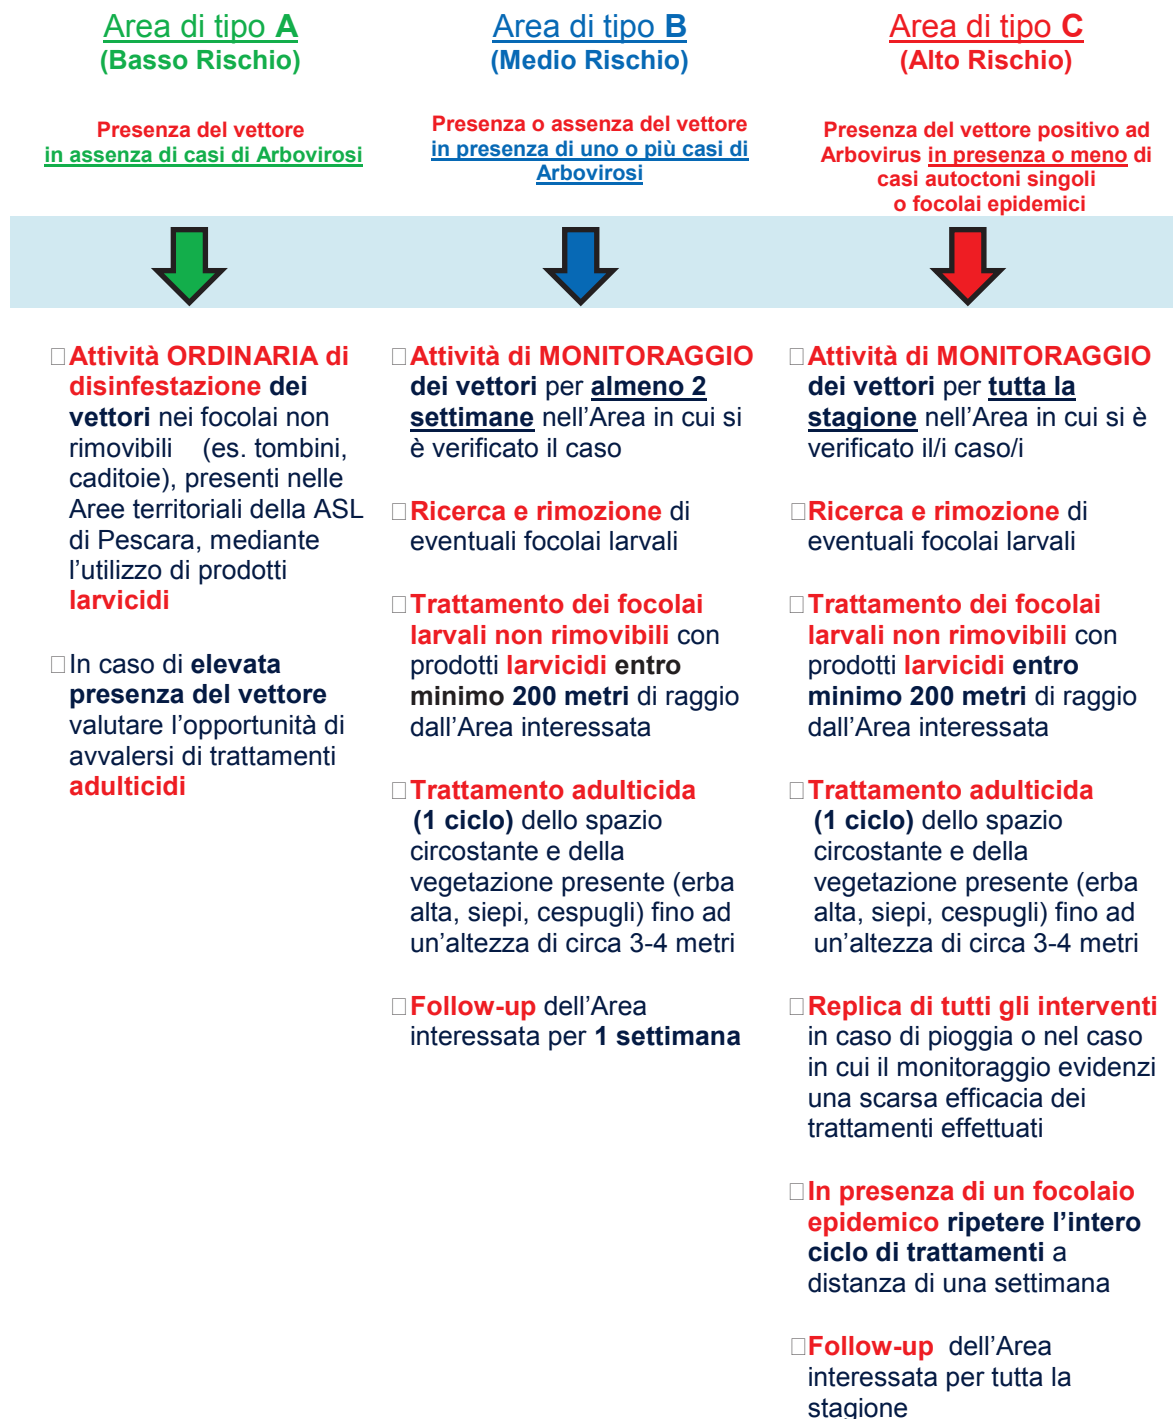 Area di tipo A
(Basso Rischio)
Presenza del vettore
in assenza di casi di Arbovirosi
□Attività ORDINARIA di
disinfestazione dei
vettori nei focolai non
rimovibili (es. tombini,
caditoie), presenti nelle
Aree territoriali della ASL
di Pescara, mediante
l’utilizzo di prodotti
larvicidi
□In caso di elevata
presenza del vettore
valutare l’opportunità di
avvalersi di trattamenti
adulticidi
Area di tipo B
(Medio Rischio)
Presenza o assenza del vettore
in presenza di uno o più casi di
Arbovirosi
□Attività di MONITORAGGIO
dei vettori per almeno 2
settimane nell’Area in cui si
è verificato il caso
□Ricerca e rimozione di
eventuali focolai larvali
□Trattamento dei focolai
larvali non rimovibili con
prodotti larvicidi entro
minimo 200 metri di raggio
dall’Area interessata
□Trattamento adulticida
(1 ciclo) dello spazio
circostante e della
vegetazione presente (erba
alta, siepi, cespugli) fino ad
un’altezza di circa 3-4 metri
□Follow-up dell’Area
interessata per 1 settimana
Area di tipo C
(Alto Rischio)
Presenza del vettore positivo ad
Arbovirus in presenza o meno di
casi autoctoni singoli
o focolai epidemici
□Attività di MONITORAGGIO
dei vettori per tutta la
stagione nell’Area in cui si è
verificato il/i caso/i
□Ricerca e rimozione di
eventuali focolai larvali
□Trattamento dei focolai
larvali non rimovibili con
prodotti larvicidi entro
minimo 200 metri di raggio
dall’Area interessata
□Trattamento adulticida
(1 ciclo) dello spazio
circostante e della
vegetazione presente (erba
alta, siepi, cespugli) fino ad
un’altezza di circa 3-4 metri
□Replica di tutti gli interventi
in caso di pioggia o nel caso
in cui il monitoraggio evidenzi
una scarsa efficacia dei
trattamenti effettuati
□In presenza di un focolaio
epidemico ripetere l’intero
ciclo di trattamenti a
distanza di una settimana
□Follow-up dell’Area
interessata per tutta la
stagione